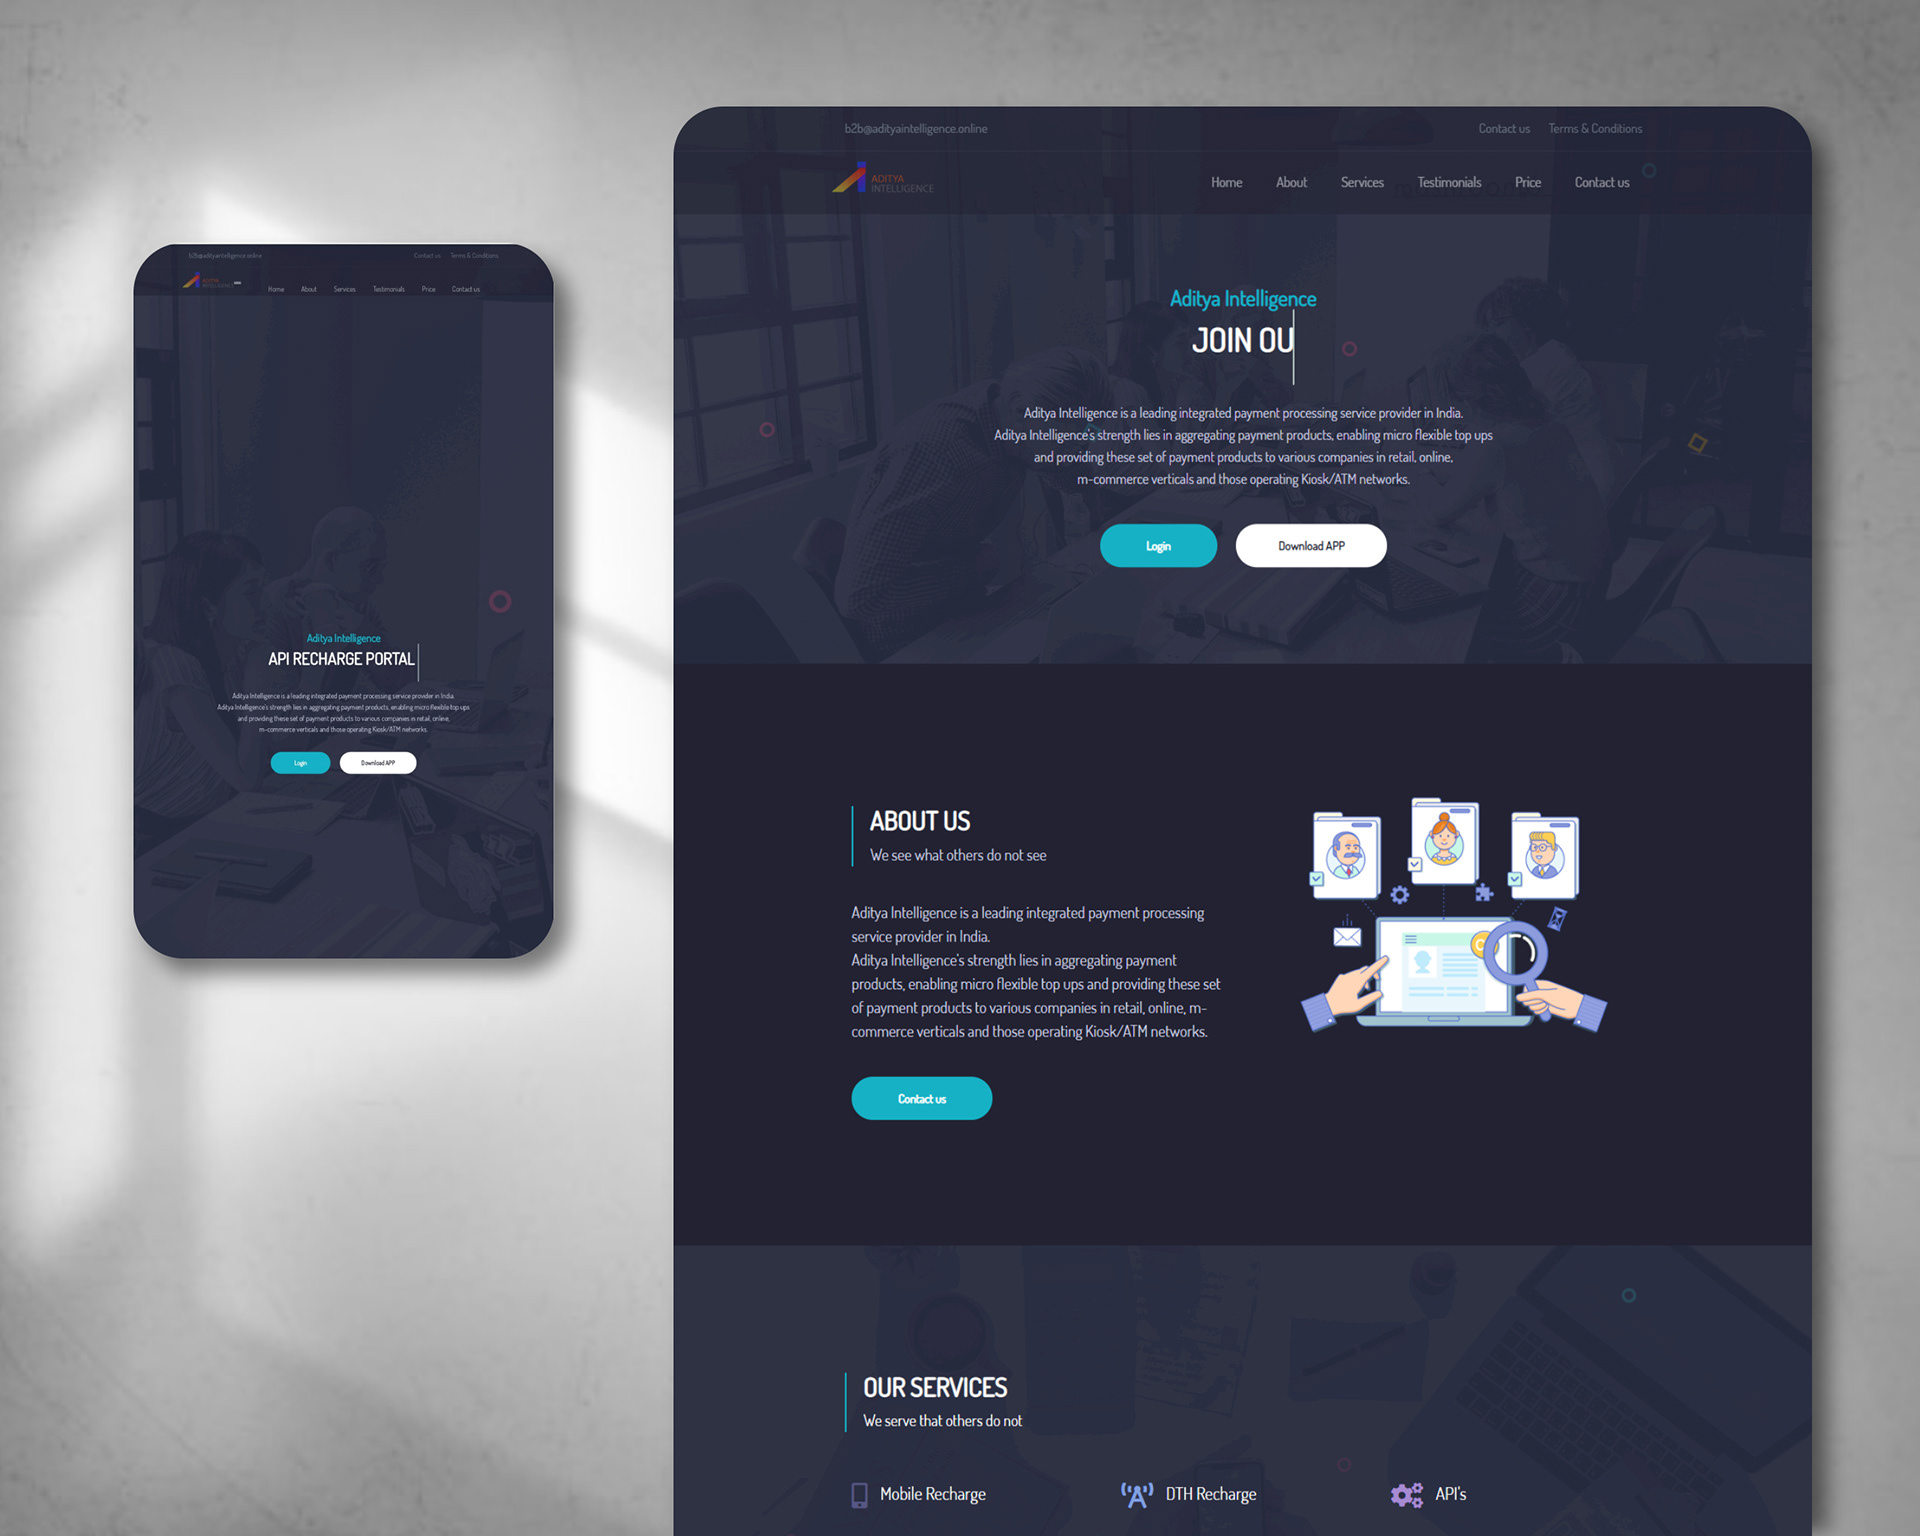 b2b@adityaintelligence.online
Contact us Terms & Conditions
ADITYA
INTELLIGENCE
Home About Services Testimonials Price Contact us
Aditya Intelligence
API RECHARGE PORTAL
Aditya Intelligence is a leading integrated payment processing service provider in India.
Aditya Intelligence's strength lies in aggregating payment products, enabling micro flexible top ups
and providing these set of payment products to various companies in retail, online,
m-commerce verticals and those operating Kiosk/ATM networks.
Login Download APP
b2b@adityaintelligence.online
Contact us Terms & Conditions
ADITYA
INTELLIGENCE
Home About Services Testimonials Price Contact us
Aditya Intelligence
JOIN OU
Aditya Intelligence is a leading integrated payment processing service provider in India.
Aditya Intelligence's strength lies in aggregating payment products, enabling micro flexible top ups
and providing these set of payment products to various companies in retail, online,
m-commerce verticals and those operating Kiosk/ATM networks.
Login Download APP
ABOUT US
We see what others do not see
Aditya Intelligence is a leading integrated payment processing
service provider in India.
Aditya Intelligence's strength lies in aggregating payment
products, enabling micro flexible top ups and providing these set
of payment products to various companies in retail, online, m-
commerce verticals and those operating Kiosk/ATM networks.
Contact us
OUR SERVICES
We serve that others do not
Mobile Recharge DTH Recharge API's